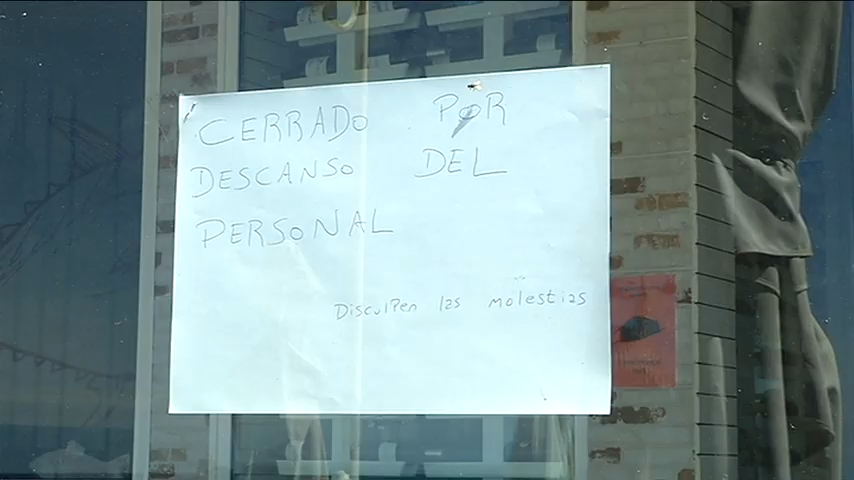 CERRADO POR
DESCANSO DEL
PERSONAL
Disculpen las molestias